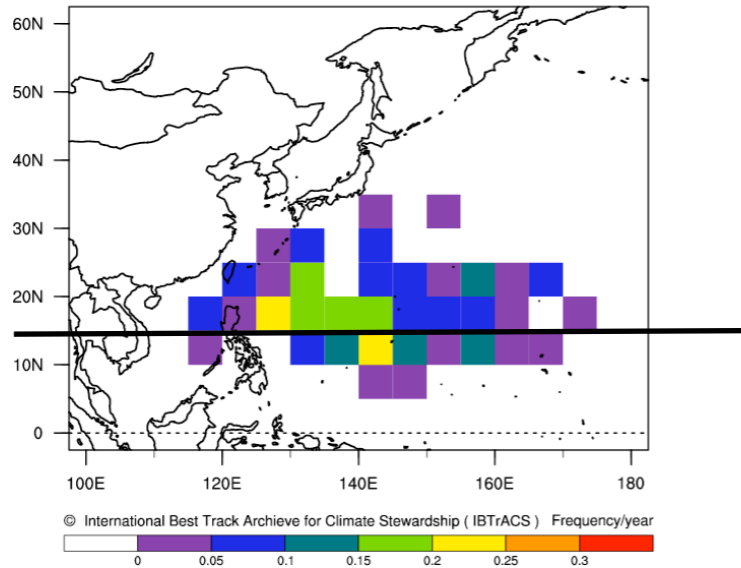 60N
50N
40N
30N
20N
10N
0
100E 120E 140E 160E 180
© International Best Track Archieve for Climate Stewardship ( IBTrACS ) Frequency/year
0 0.05 0.1 0.15 0.2 0.25 0.3